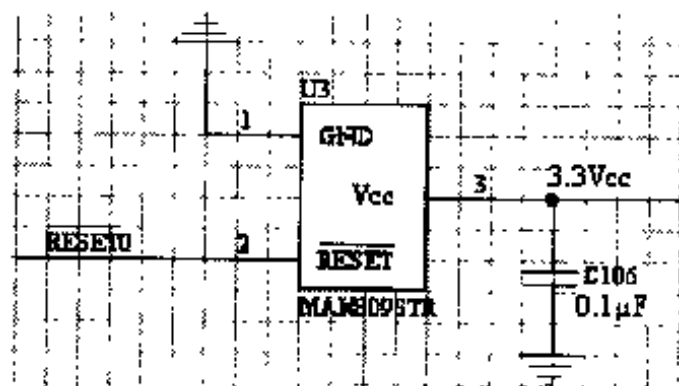 U3
1
GND
Vcc
3
3.3Vcc
RESET0
2
RESET
C106
0.1μF